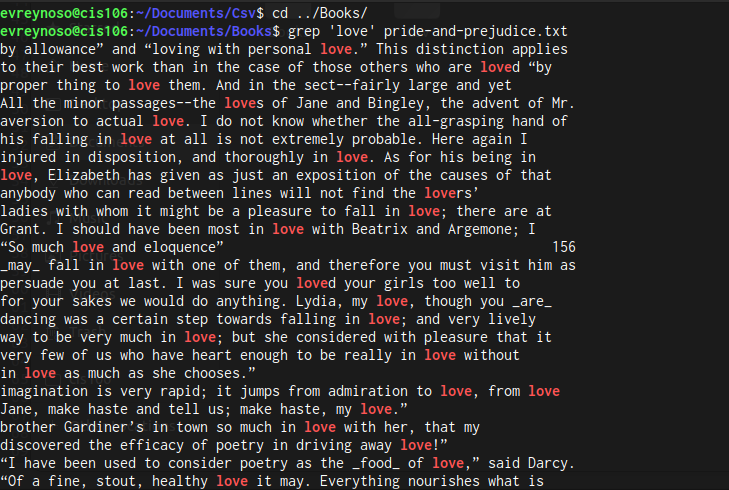 evreynoso@cis106:~/Documents/Csv$ cd ../Books/
evreynoso@cis106:~/Documents/Books$ grep 'love' pride-and-prejudice.txt
by allowance” and “loving with personal love.” This distinction applies
to their best work than in the case of those others who are loved “by
proper thing to love them. And in the sect--fairly large and yet
All the minor passages--the loves of Jane and Bingley, the advent of Mr.
aversion to actual love. I do not know whether the all-grasping hand of
his falling in love at all is not extremely probable. Here again I
injured in disposition, and thoroughly in love. As for his being in
love, Elizabeth has given as just an exposition of the causes of that
anybody who can read between lines will not find the lovers’
ladies with whom it might be a pleasure to fall in love; there are at
Grant. I should have been most in love with Beatrix and Argemone; I
“So much love and eloquence” 156
_may_ fall in love with one of them, and therefore you must visit him as
persuade you at last. I was sure you loved your girls too well to
for your sakes we would do anything. Lydia, my love, though you _are_
dancing was a certain step towards falling in love; and very lively
way to be very much in love; but she considered with pleasure that it
very few of us who have heart enough to be really in love without
in love as much as she chooses.”
imagination is very rapid; it jumps from admiration to love, from love
Jane, make haste and tell us; make haste, my love.”
brother Gardiner’s in town so much in love with her, that my
discovered the efficacy of poetry in driving away love!”
“I have been used to consider poetry as the _food_ of love,” said Darcy.
“Of a fine, stout, healthy love it may. Everything nourishes what is